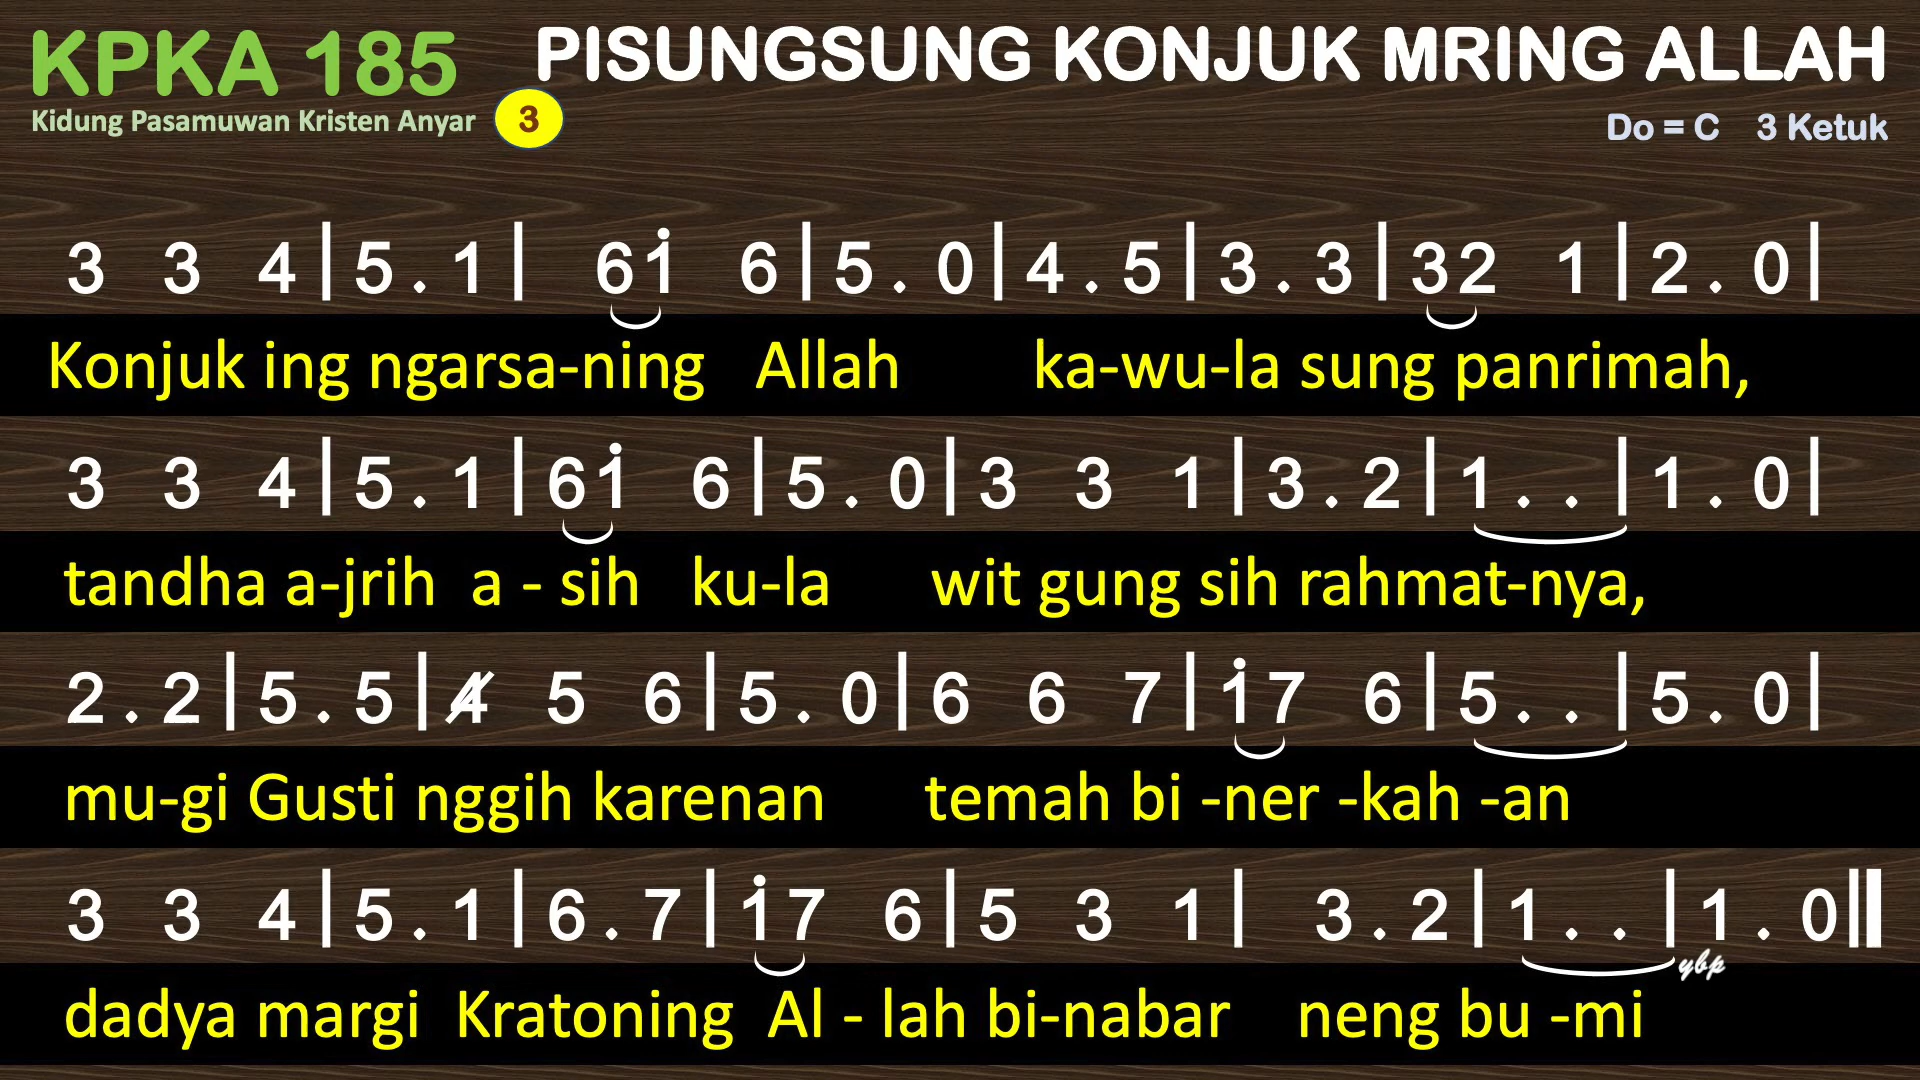 KPKA 185 PISUNGSUNG KONJUK MRING ALLAH
Kidung Pasamuwan Kristen Anyar 3 Do = C 3 Ketuk
3 3 4 | 5 . 1 | 6 1̇ 6 | 5 . 0 | 4 . 5 | 3 . 3 | 3 2 1 | 2 . 0 |
Konjuk ing ngarsa-ning Allah ka-wu-la sung panrimah,
3 3 4 | 5 . 1 | 6 1̇ 6 | 5 . 0 | 3 3 1 | 3 . 2 | 1 . . | 1 . 0 |
tandha a-jrih a - sih ku-la wit gung sih rahmat-nya,
2 . 2 | 5 . 5 | 4̸ 5 6 | 5 . 0 | 6 6 7 | 1̇ 7 6 | 5 . . | 5 . 0 |
mu-gi Gusti nggih karenan temah bi -ner -kah -an
3 3 4 | 5 . 1 | 6 . 7 | 1̇ 7 6 | 5 3 1 | 3 . 2 | 1 . . | 1 . 0 ||
ybp
dadya margi Kratoning Al - lah bi-nabar neng bu -mi